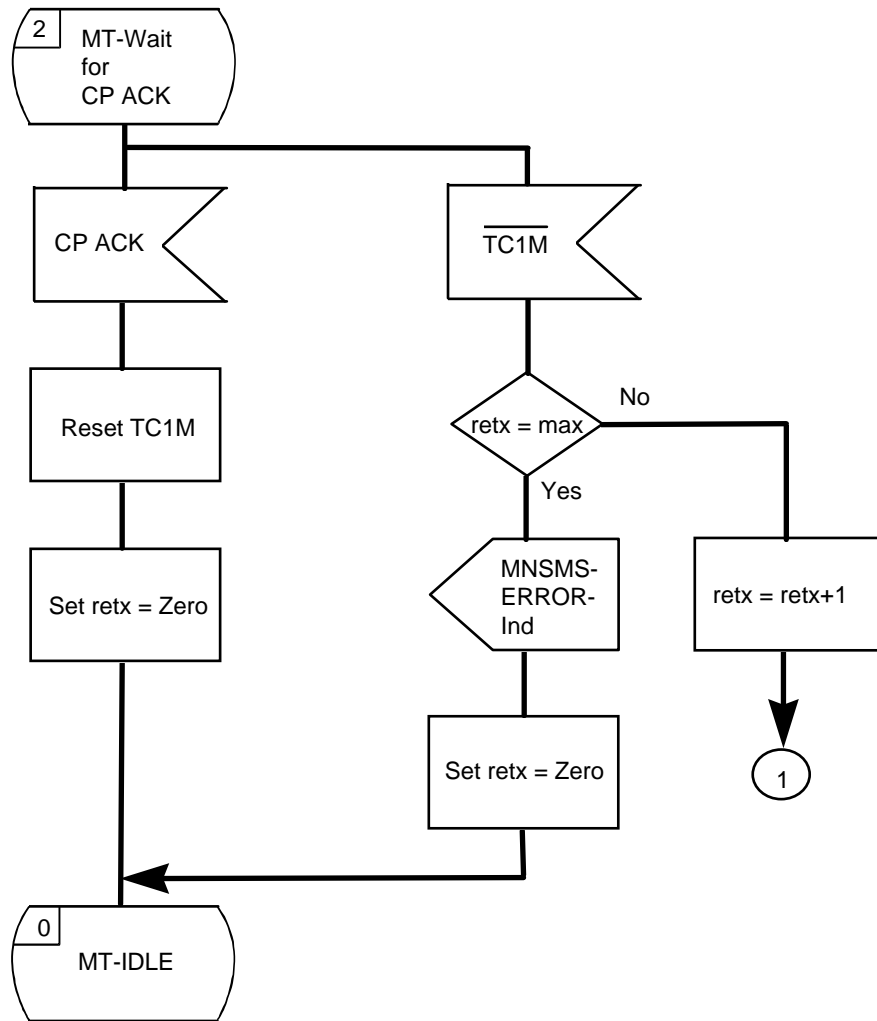 2
MT-Wait
for
CP ACK
CP ACK
TC1M
Reset TC1M
retx = max
No
Yes
Set retx = Zero
MNSMS-
ERROR-
Ind
retx = retx+1
Set retx = Zero
1
0
MT-IDLE